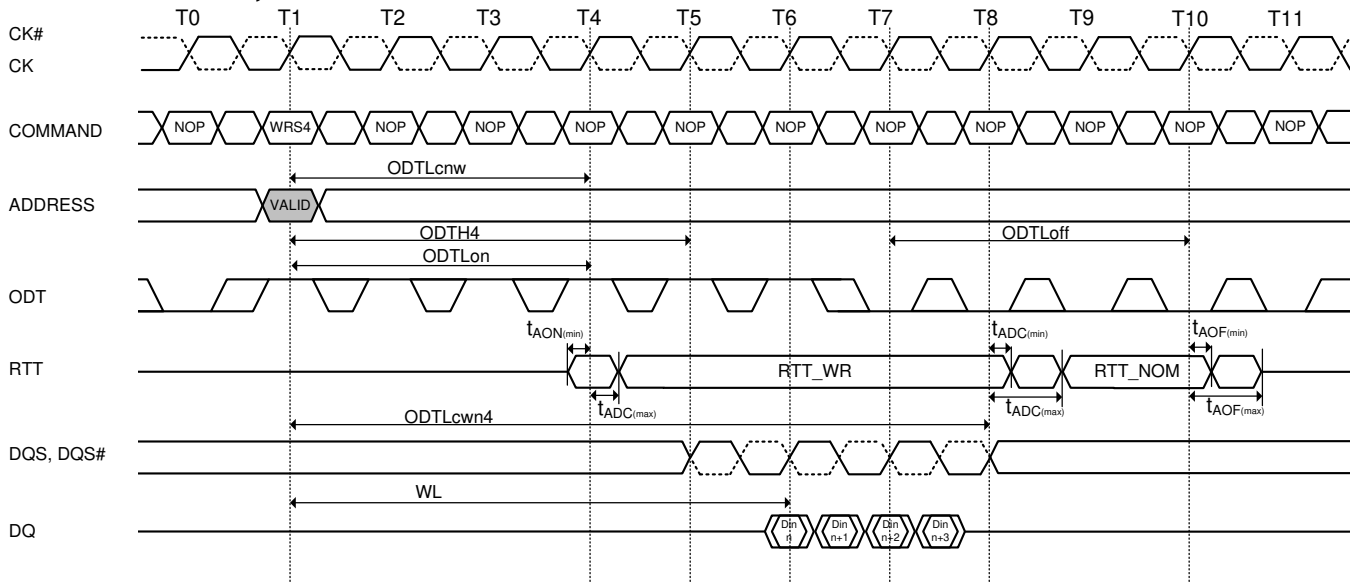 T0 T1 T2 T3 T4 T5 T6 T7 T8 T9 T10 T11
CK#
CK
COMMAND NOP WRS4 NOP NOP NOP NOP NOP NOP NOP NOP NOP NOP
ODTLcnw
ADDRESS VALID
ODTH4 ODTLoff
ODTLon
ODT
tAON(min) tADC(min) tAOF(min)
RTT RTT_WR RTT_NOM
tADC(max) tADC(max) tAOF(max)
ODTLcwn4
DQS, DQS#
WL
DQ Din n Din n+1 Din n+2 Din n+3